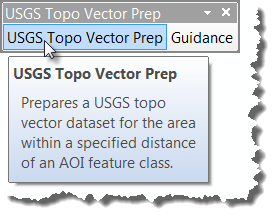 USGS Topo Vector Prep
USGS Topo Vector Prep Guidance
USGS Topo Vector Prep
Prepares a USGS topo
vector dataset for the area
within a specified distance
of an AOI feature class.